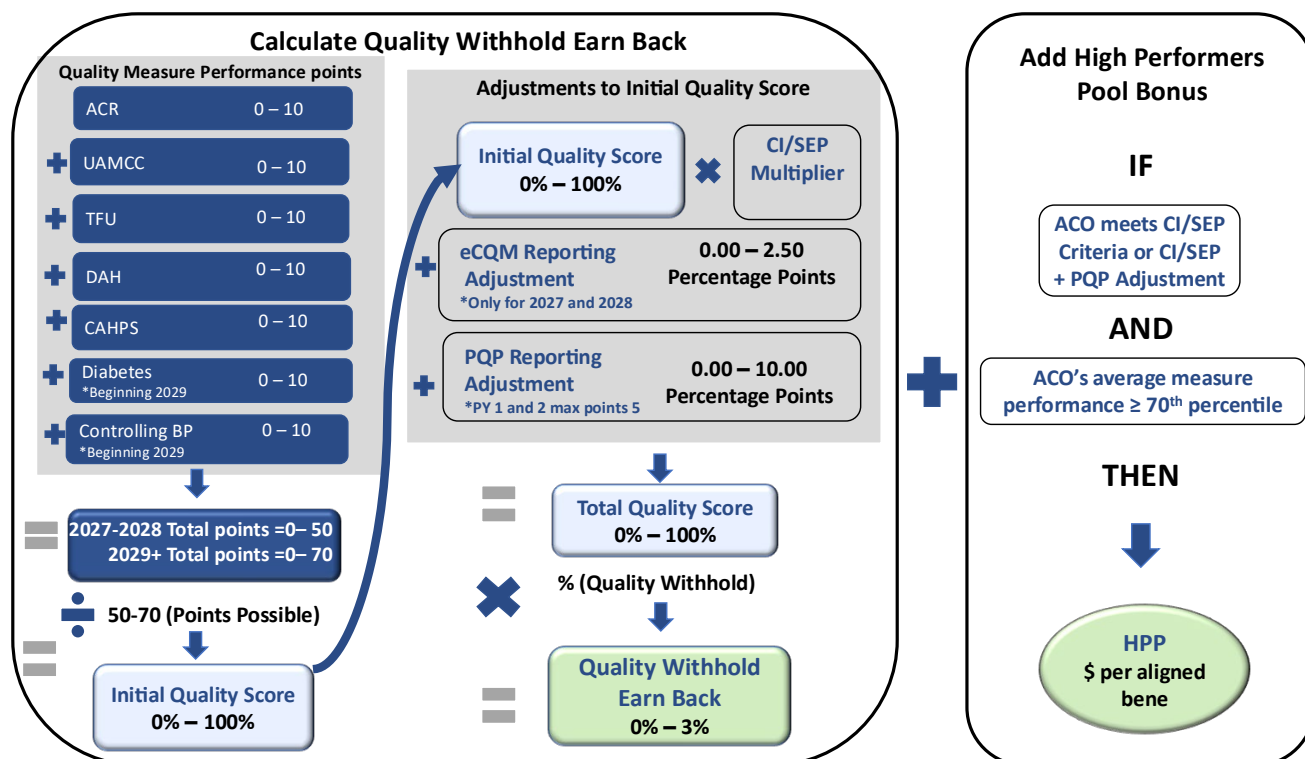 Calculate Quality Withhold Earn Back
Quality Measure Performance points
ACR 0 – 10
+ UAMCC 0 – 10
+ TFU 0 – 10
+ DAH 0 – 10
+ CAHPS 0 – 10
+ Diabetes 0 – 10
*Beginning 2029
+ Controlling BP 0 – 10
*Beginning 2029
= 2027-2028 Total points =0– 50
2029+ Total points =0– 70
÷ 50-70 (Points Possible)
=
Initial Quality Score
0% – 100%
Adjustments to Initial Quality Score
Initial Quality Score
0% – 100%
×
CI/SEP
Multiplier
+ eCQM Reporting 0.00 – 2.50
Adjustment Percentage Points
*Only for 2027 and 2028
+ PQP Reporting 0.00 – 10.00
Adjustment Percentage Points
*PY 1 and 2 max points 5
= Total Quality Score
0% – 100%
× % (Quality Withhold)
= Quality Withhold
Earn Back
0% – 3%
+
Add High Performers
Pool Bonus
IF
ACO meets CI/SEP
Criteria or CI/SEP
+ PQP Adjustment
AND
ACO’s average measure
performance ≥ 70th percentile
THEN
HPP
$ per aligned
bene